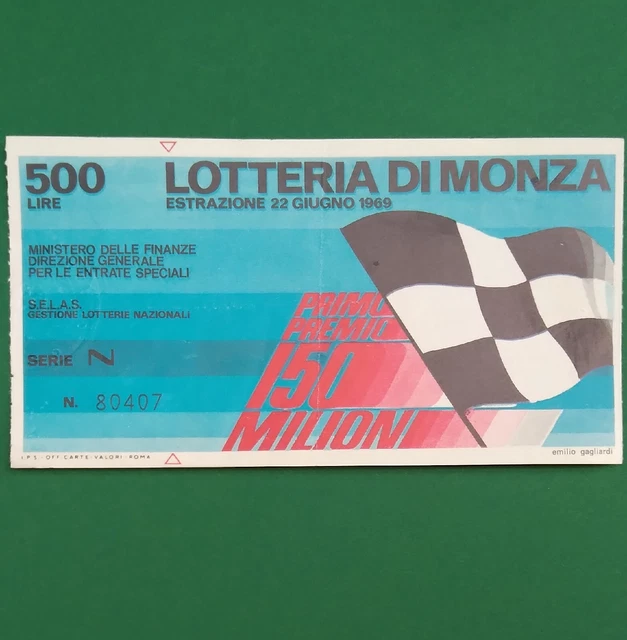 500
LIRE
LOTTERIA DI MONZA
ESTRAZIONE 22 GIUGNO 1969
MINISTERO DELLE FINANZE
DIREZIONE GENERALE
PER LE ENTRATE SPECIALI
S.E.L.A.S.
GESTIONE LOTTERIE NAZIONALI
SERIE N
N. 80407
PRIMO
PREMIO
150
MILIONI
I.P.S. - OFF. CARTE-VALORI - ROMA
emilio gagliardi